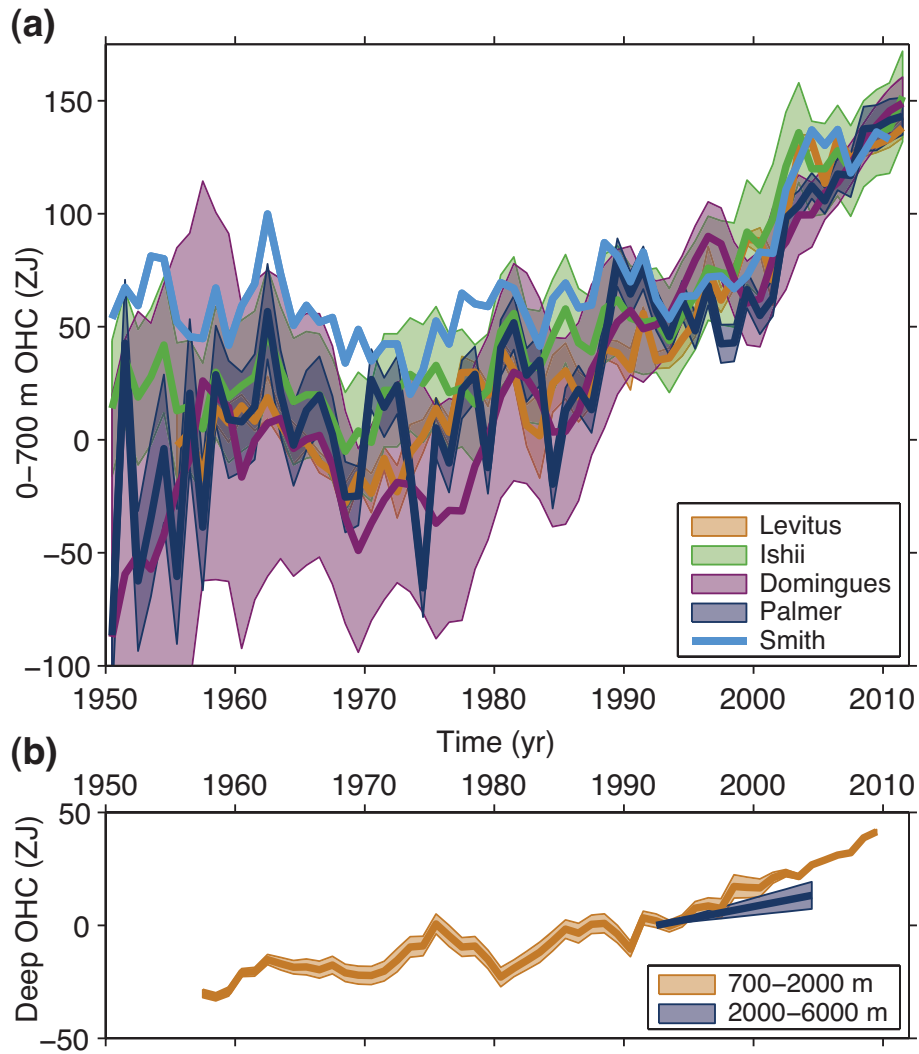 (a)
0−700 m OHC (ZJ)
150
100
50
0
−50
−100
Levitus
Ishii
Domingues
Palmer
Smith
1950 1960 1970 1980 1990 2000 2010
Time (yr)
(b)
1950 1960 1970 1980 1990 2000 2010
Deep OHC (ZJ)
50
0
−50
700−2000 m
2000−6000 m